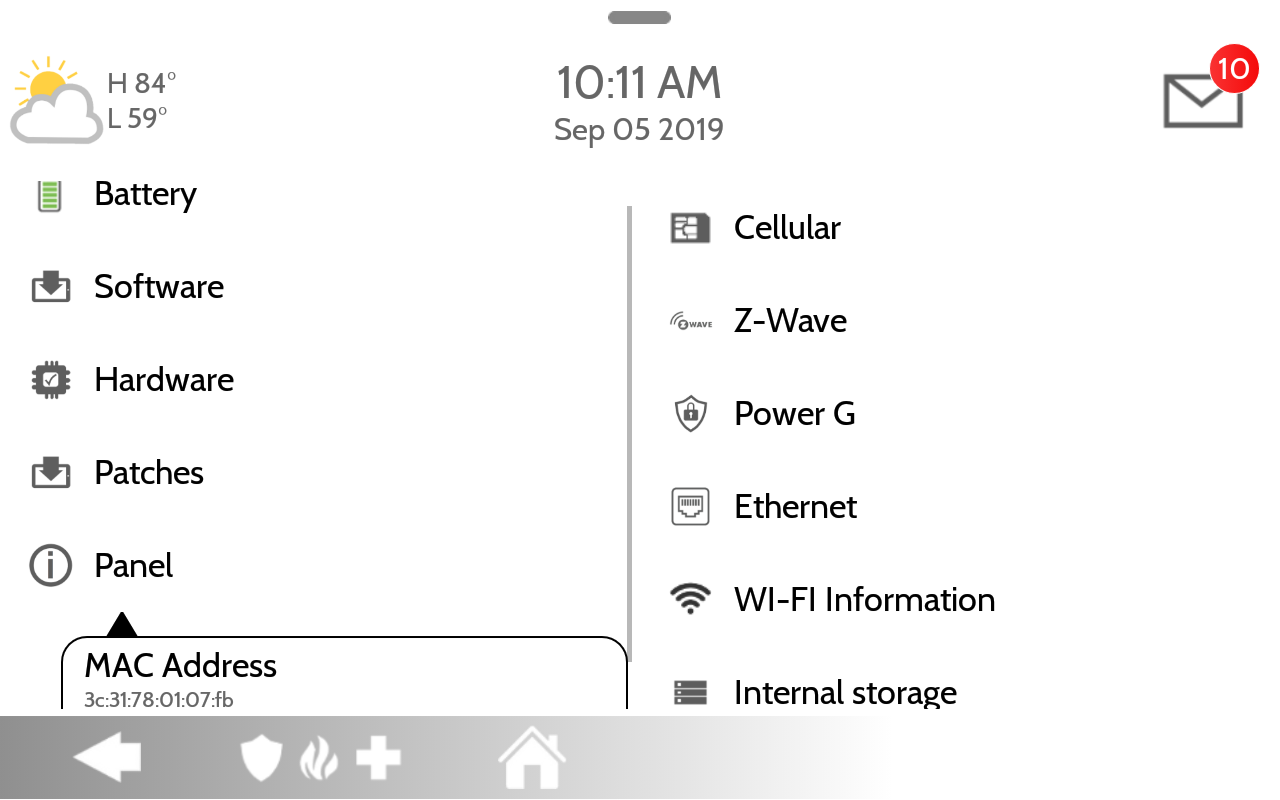 H 84°
L 59°
10:11 AM
Sep 05 2019
10
Battery
Software
Hardware
Patches
Panel
MAC Address
3c:31:78:01:07:fb
Cellular
Z-Wave
Z WAVE
Power G
Ethernet
WI-FI Information
Internal storage